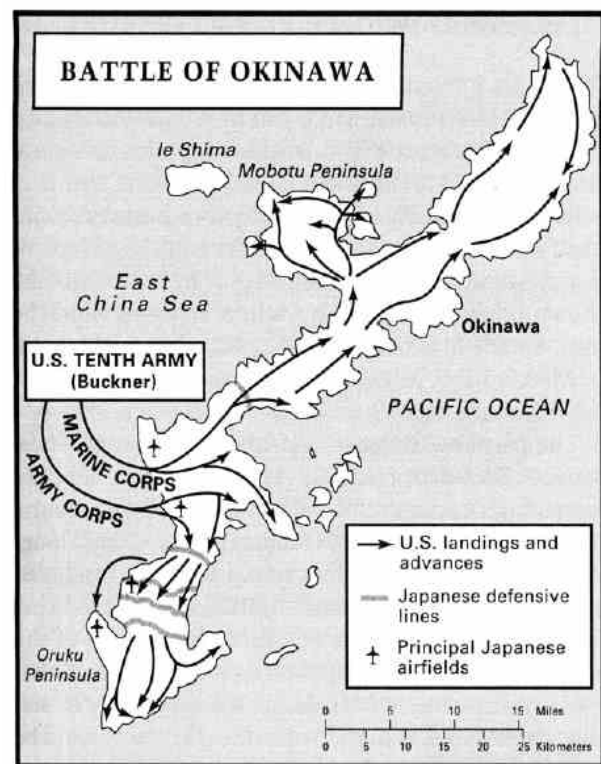 BATTLE OF OKINAWA
Ie Shima
Mobotu Peninsula
East
China Sea
Okinawa
U.S. TENTH ARMY
(Buckner)
PACIFIC OCEAN
MARINE CORPS
ARMY CORPS
U.S. landings and
advances
Japanese defensive
lines
Principal Japanese
airfields
Oruku
Peninsula
0 5 10 15 Miles
0 5 10 15 20 25 Kilometers